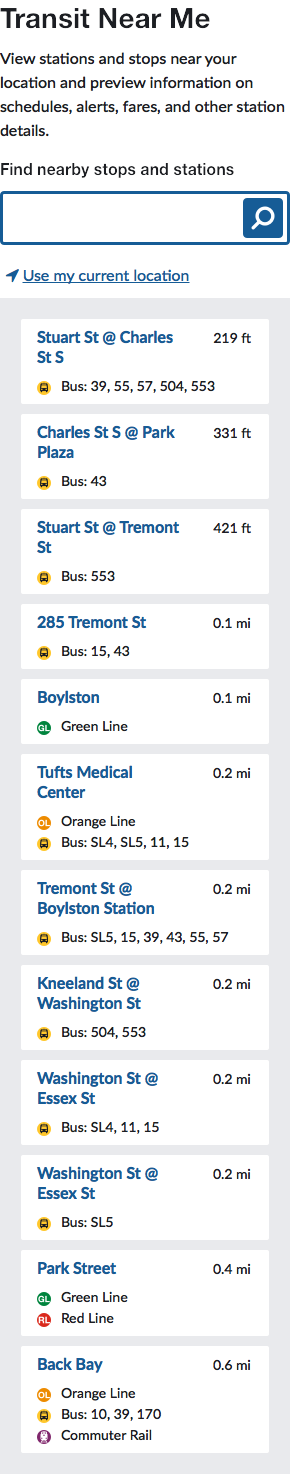 Transit Near Me
View stations and stops near your
location and preview information on
schedules, alerts, fares, and other station
details.
Find nearby stops and stations
Use my current location
Stuart St @ Charles
St S
219 ft
Bus: 39, 55, 57, 504, 553
Charles St S @ Park
Plaza
331 ft
Bus: 43
Stuart St @ Tremont
St
421 ft
Bus: 553
285 Tremont St
0.1 mi
Bus: 15, 43
Boylston
0.1 mi
GL Green Line
Tufts Medical
Center
0.2 mi
OL Orange Line
Bus: SL4, SL5, 11, 15
Tremont St @
Boylston Station
0.2 mi
Bus: SL5, 15, 39, 43, 55, 57
Kneeland St @
Washington St
0.2 mi
Bus: 504, 553
Washington St @
Essex St
0.2 mi
Bus: SL4, 11, 15
Washington St @
Essex St
0.2 mi
Bus: SL5
Park Street
0.4 mi
GL Green Line
RL Red Line
Back Bay
0.6 mi
OL Orange Line
Bus: 10, 39, 170
Commuter Rail